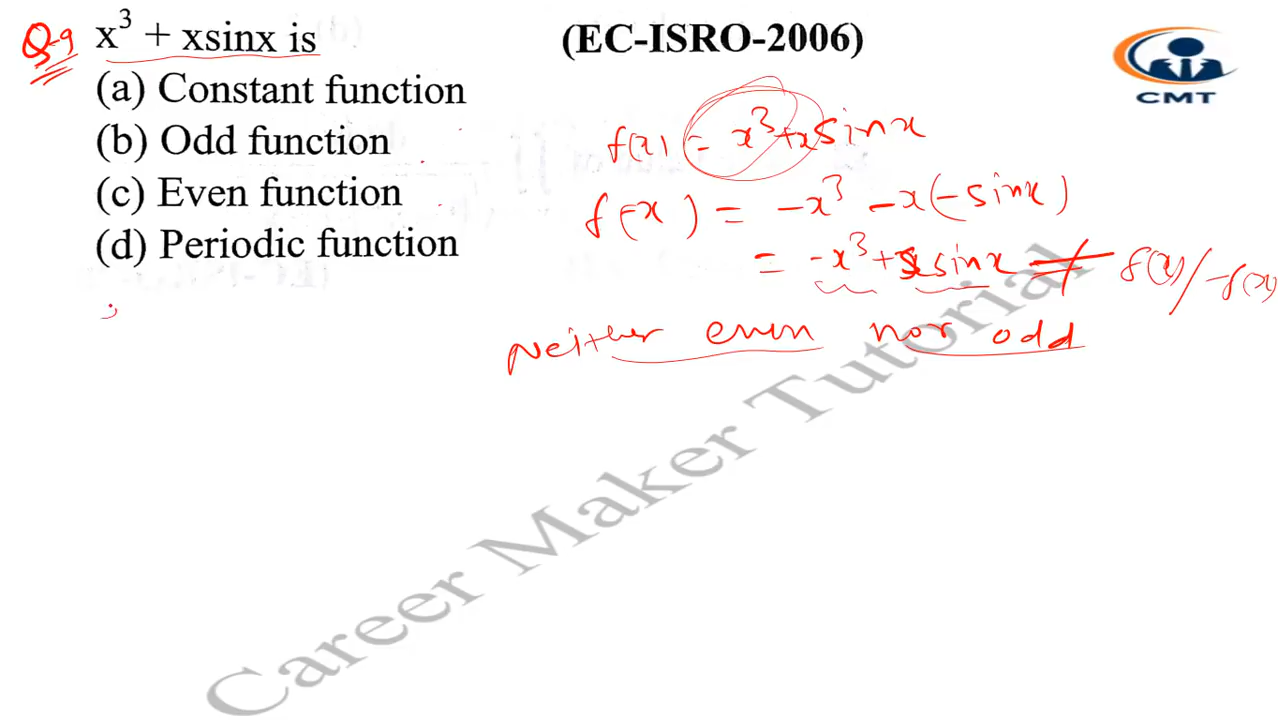 Q-9 x³ + xsinx is (EC-ISRO-2006)
(a) Constant function
(b) Odd function
(c) Even function
(d) Periodic function
CMT
f(x) = x³+xsinx
f(-x) = -x³ -x(-sinx)
= -x³+xsinx ≠ f(x)/-f(x)
Neither even nor odd
Career Maker Tutorial